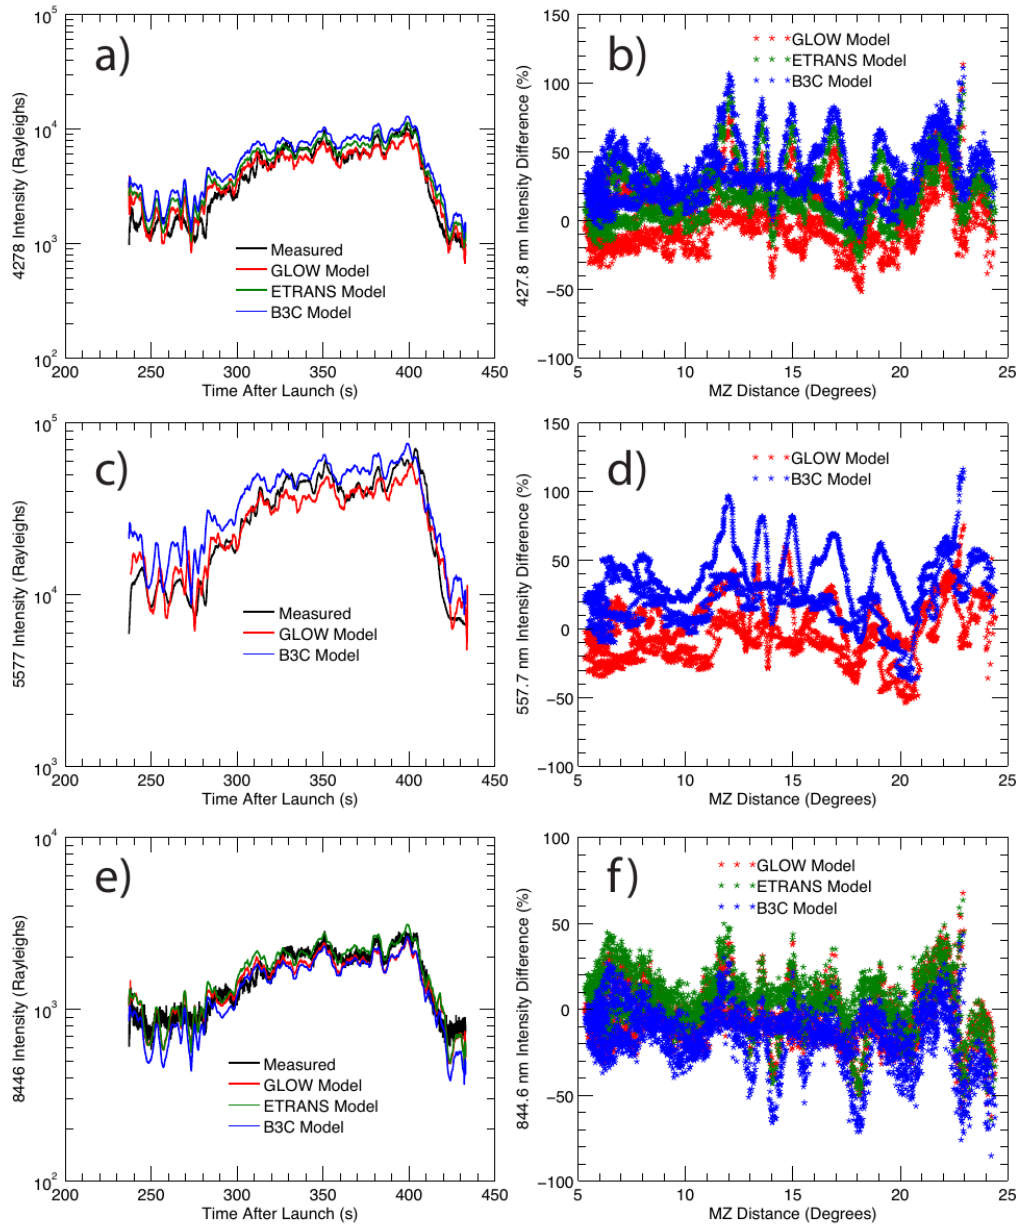 a)
4278 Intensity (Rayleighs)
10^5
10^4
10^3
10^2
Measured
GLOW Model
ETRANS Model
B3C Model
200 250 300 350 400 450
Time After Launch (s)
b)
427.8 nm Intensity Difference (%)
150
100
50
0
−50
−100
GLOW Model
ETRANS Model
B3C Model
5 10 15 20 25
MZ Distance (Degrees)
c)
5577 Intensity (Rayleighs)
10^5
10^4
10^3
Measured
GLOW Model
B3C Model
200 250 300 350 400 450
Time After Launch (s)
d)
557.7 nm Intensity Difference (%)
150
100
50
0
−50
−100
GLOW Model
B3C Model
5 10 15 20 25
MZ Distance (Degrees)
e)
8446 Intensity (Rayleighs)
10^4
10^3
10^2
Measured
GLOW Model
ETRANS Model
B3C Model
200 250 300 350 400 450
Time After Launch (s)
f)
844.6 nm Intensity Difference (%)
100
50
0
−50
−100
GLOW Model
ETRANS Model
B3C Model
5 10 15 20 25
MZ Distance (Degrees)